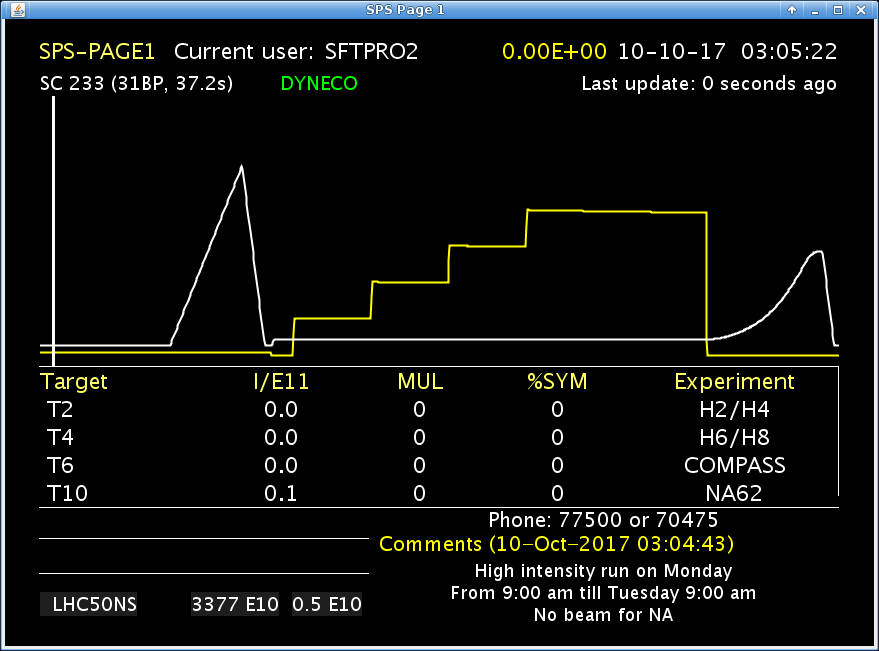 SPS Page 1
SPS-PAGE1 Current user: SFTPRO2 0.00E+00 10-10-17 03:05:22
SC 233 (31BP, 37.2s) DYNECO Last update: 0 seconds ago
Target I/E11 MUL %SYM Experiment
T2 0.0 0 0 H2/H4
T4 0.0 0 0 H6/H8
T6 0.0 0 0 COMPASS
T10 0.1 0 0 NA62
Phone: 77500 or 70475
Comments (10-Oct-2017 03:04:43)
High intensity run on Monday
From 9:00 am till Tuesday 9:00 am
No beam for NA
LHC50NS 3377 E10 0.5 E10